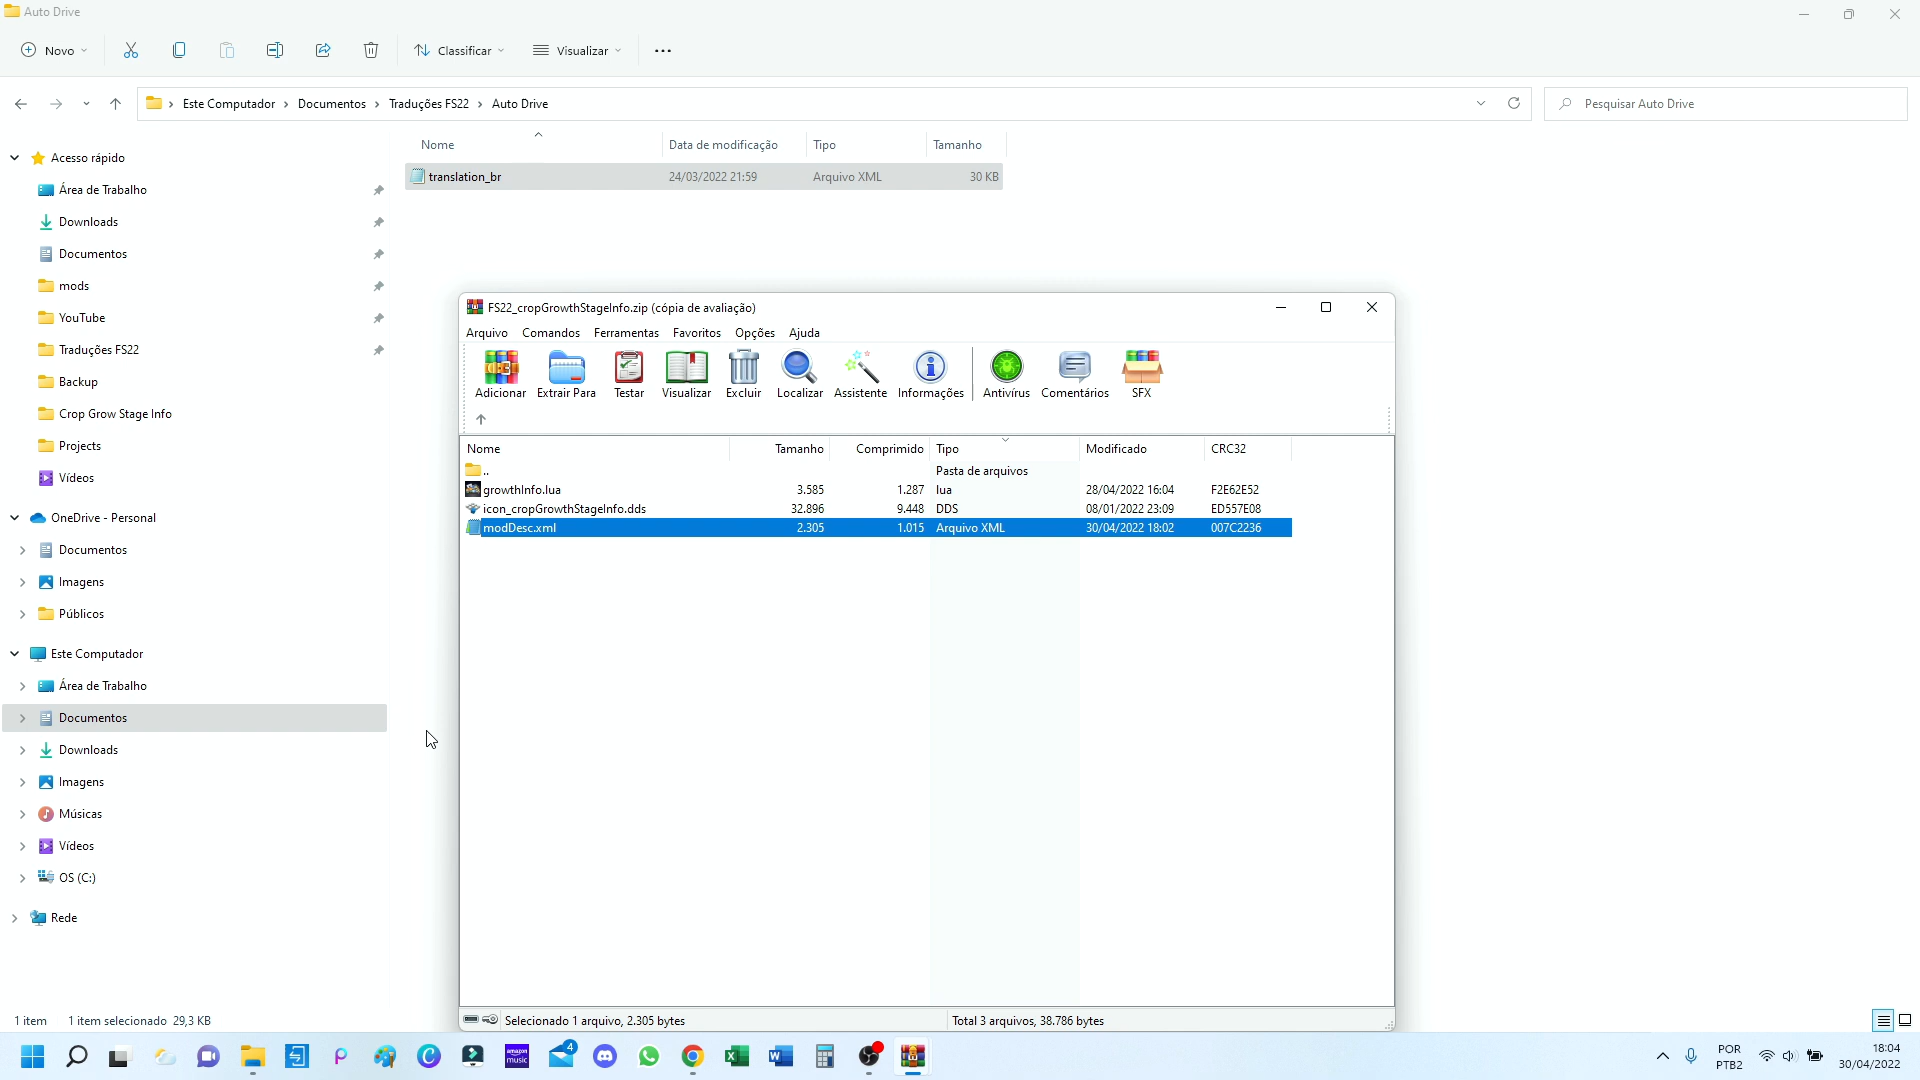 Auto Drive
Novo
Classificar
Visualizar
Este Computador
Documentos
Traduções FS22
Auto Drive
Pesquisar Auto Drive
Nome
Data de modificação
Tipo
Tamanho
translation_br
24/03/2022 21:59
Arquivo XML
30 KB
Acesso rápido
Área de Trabalho
Downloads
Documentos
mods
YouTube
Traduções FS22
Backup
Crop Grow Stage Info
Projects
Vídeos
OneDrive - Personal
Documentos
Imagens
Públicos
Este Computador
Área de Trabalho
Documentos
Downloads
Imagens
Músicas
Vídeos
OS (C:)
Rede
FS22_cropGrowthStageInfo.zip (cópia de avaliação)
Arquivo Comandos Ferramentas Favoritos Opções Ajuda
Adicionar Extrair Para Testar Visualizar Excluir Localizar Assistente Informações Antivírus Comentários SFX
Nome Tamanho Comprimido Tipo Modificado CRC32
.. Pasta de arquivos
growthInfo.lua 3.585 1.287 lua 28/04/2022 16:04 F2E62E52
icon_cropGrowthStageInfo.dds 32.896 9.448 DDS 08/01/2022 23:09 ED557E08
modDesc.xml 2.305 1.015 Arquivo XML 30/04/2022 18:02 007C2236
Selecionado 1 arquivo, 2.305 bytes
Total 3 arquivos, 38.786 bytes
1 item 1 item selecionado 29,3 KB
amazon music
4
POR
PTB2
18:04
30/04/2022